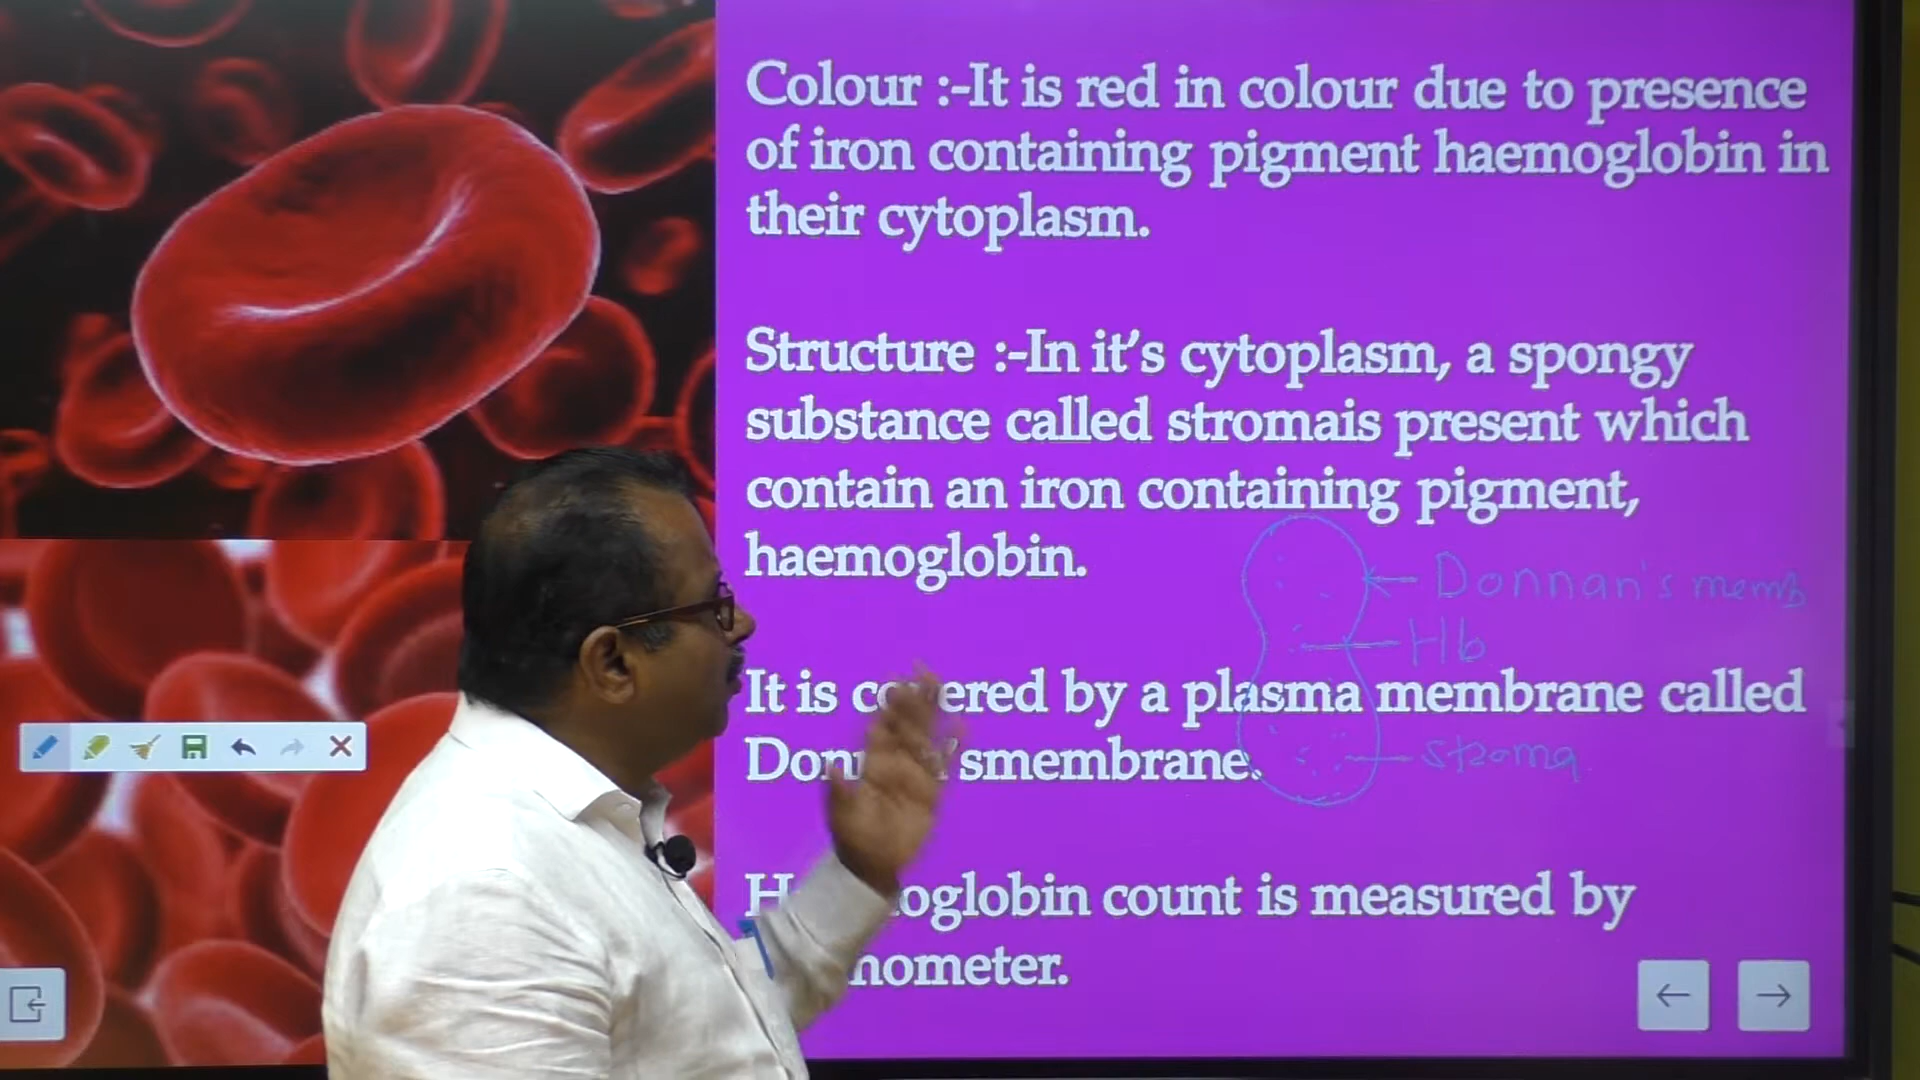 Colour :-It is red in colour due to presence
of iron containing pigment haemoglobin in
their cytoplasm.
Structure :-In it's cytoplasm, a spongy
substance called stromais present which
contain an iron containing pigment,
haemoglobin.
Donnan's memb
Hb
It is covered by a plasma membrane called
smembrane.
stroma
count is measured by